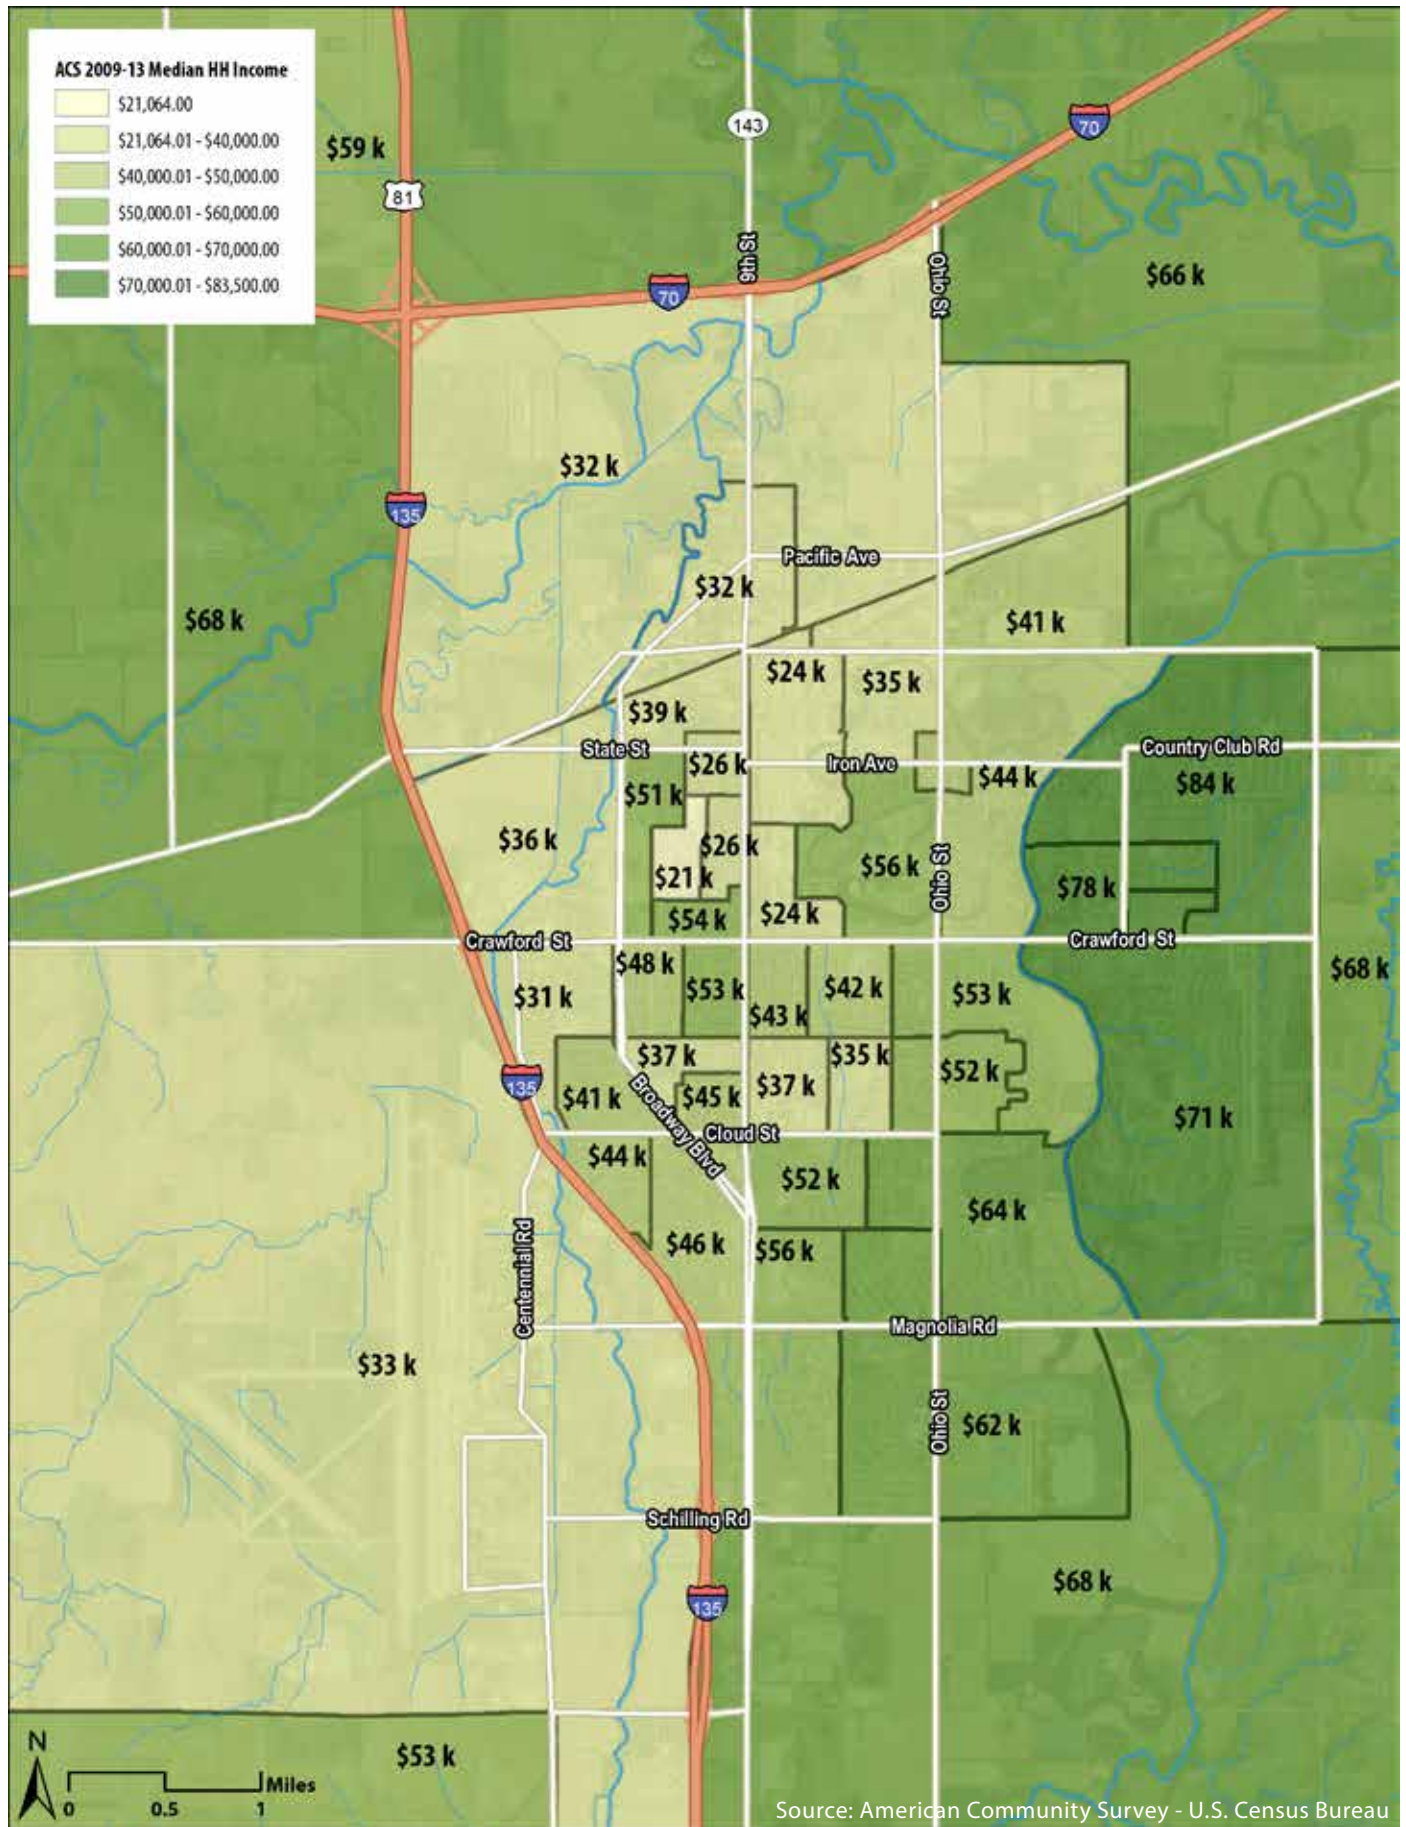 ACS 2009-13 Median HH Income
$21,064.00
$21,064.01 - $40,000.00
$40,000.01 - $50,000.00
$50,000.01 - $60,000.00
$60,000.01 - $70,000.00
$70,000.01 - $83,500.00
143
70
$59 k
81
9th St
Ohio St
$66 k
70
$32 k
135
Pacific Ave
$32 k
$68 k
$41 k
$24 k
$35 k
$39 k
State St
Iron Ave
Country Club Rd
$26 k
$44 k
$84 k
$51 k
$36 k
$26 k
$56 k
Ohio St
$21 k
$78 k
$54 k
$24 k
Crawford St
Crawford St
$48 k
$68 k
$31 k
$53 k
$42 k
$53 k
$43 k
$37 k
$35 k
135
$52 k
$41 k
Broadway Blvd
$45 k
$37 k
$71 k
Cloud St
$44 k
$52 k
$64 k
Centennial Rd
$46 k
$56 k
Magnolia Rd
$33 k
Ohio St
$62 k
Schilling Rd
$68 k
135
N
$53 k
Miles
0 0.5 1
Source: American Community Survey - U.S. Census Bureau